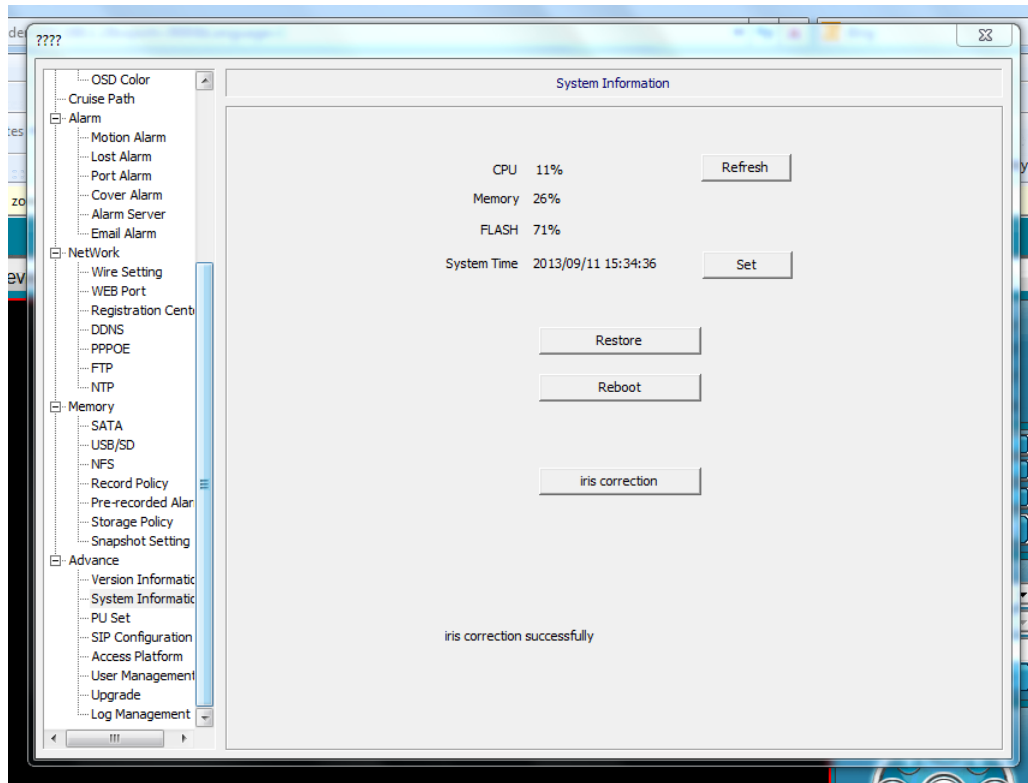 ????
System Information
OSD Color
Cruise Path
Alarm
Motion Alarm
Lost Alarm
Port Alarm
Cover Alarm
Alarm Server
Email Alarm
NetWork
Wire Setting
WEB Port
Registration Cent
DDNS
PPPOE
FTP
NTP
Memory
SATA
USB/SD
NFS
Record Policy
Pre-recorded Alar
Storage Policy
Snapshot Setting
Advance
Version Informatic
System Informatic
PU Set
SIP Configuration
Access Platform
User Management
Upgrade
Log Management
CPU 11% Refresh
Memory 26%
FLASH 71%
System Time 2013/09/11 15:34:36 Set
Restore
Reboot
iris correction
iris correction successfully
zo
ev